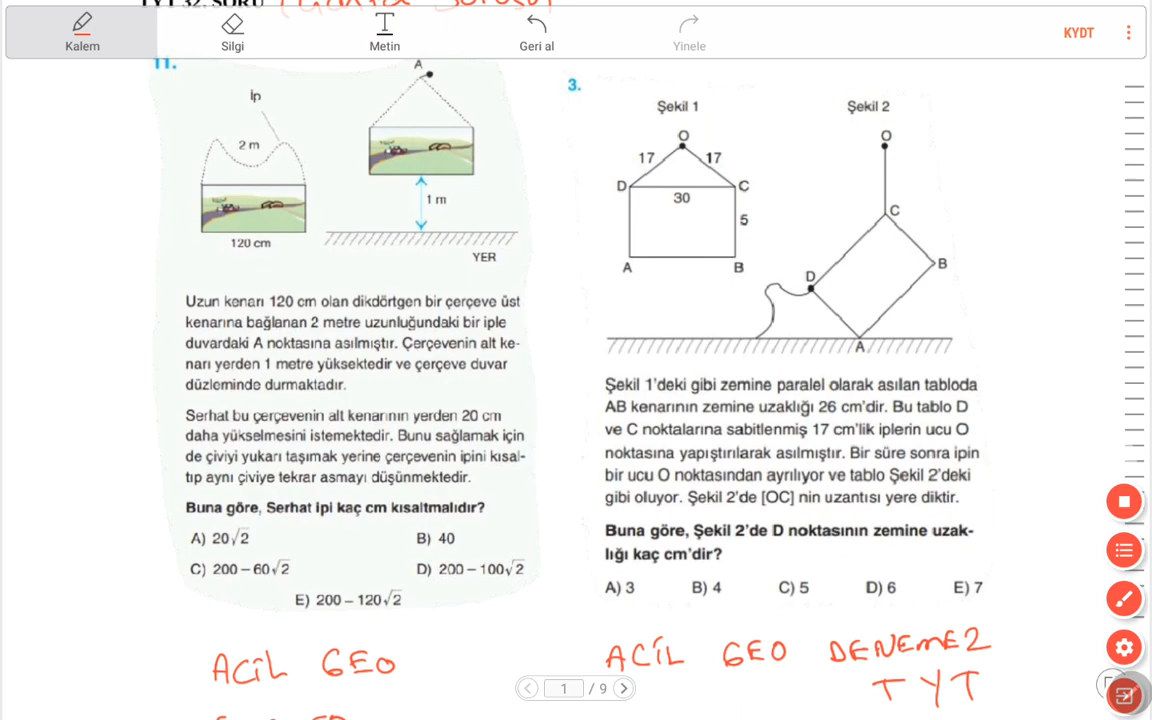 TYT 32. SORU
Kalem
Silgi
Metin
Geri al
Yinele
KYDT
11.
İp
2 m
120 cm
A
1 m
YER
Uzun kenarı 120 cm olan dikdörtgen bir çerçeve üst
kenarına bağlanan 2 metre uzunluğundaki bir iple
duvardaki A noktasına asılmıştır. Çerçevenin alt ke-
narı yerden 1 metre yüksektedir ve çerçeve duvar
düzleminde durmaktadır.
Serhat bu çerçevenin alt kenarının yerden 20 cm
daha yükselmesini istemektedir. Bunu sağlamak için
de çiviyi yukarı taşımak yerine çerçevenin ipini kısal-
tıp aynı çiviye tekrar asmayı düşünmektedir.
Buna göre, Serhat ipi kaç cm kısaltmalıdır?
A) 20√2
B) 40
C) 200 – 60√2
D) 200 – 100√2
E) 200 – 120√2
ACİL GEO
3.
Şekil 1
Şekil 2
O
17
17
D
C
30
5
A
B
O
C
B
D
A
Şekil 1'deki gibi zemine paralel olarak asılan tabloda
AB kenarının zemine uzaklığı 26 cm'dir. Bu tablo D
ve C noktalarına sabitlenmiş 17 cm'lik iplerin ucu O
noktasına yapıştırılarak asılmıştır. Bir süre sonra ipin
bir ucu O noktasından ayrılıyor ve tablo Şekil 2'deki
gibi oluyor. Şekil 2'de [OC] nin uzantısı yere diktir.
Buna göre, Şekil 2'de D noktasının zemine uzak-
lığı kaç cm'dir?
A) 3
B) 4
C) 5
D) 6
E) 7
ACİL GEO DENEME2
TYT
1 / 9